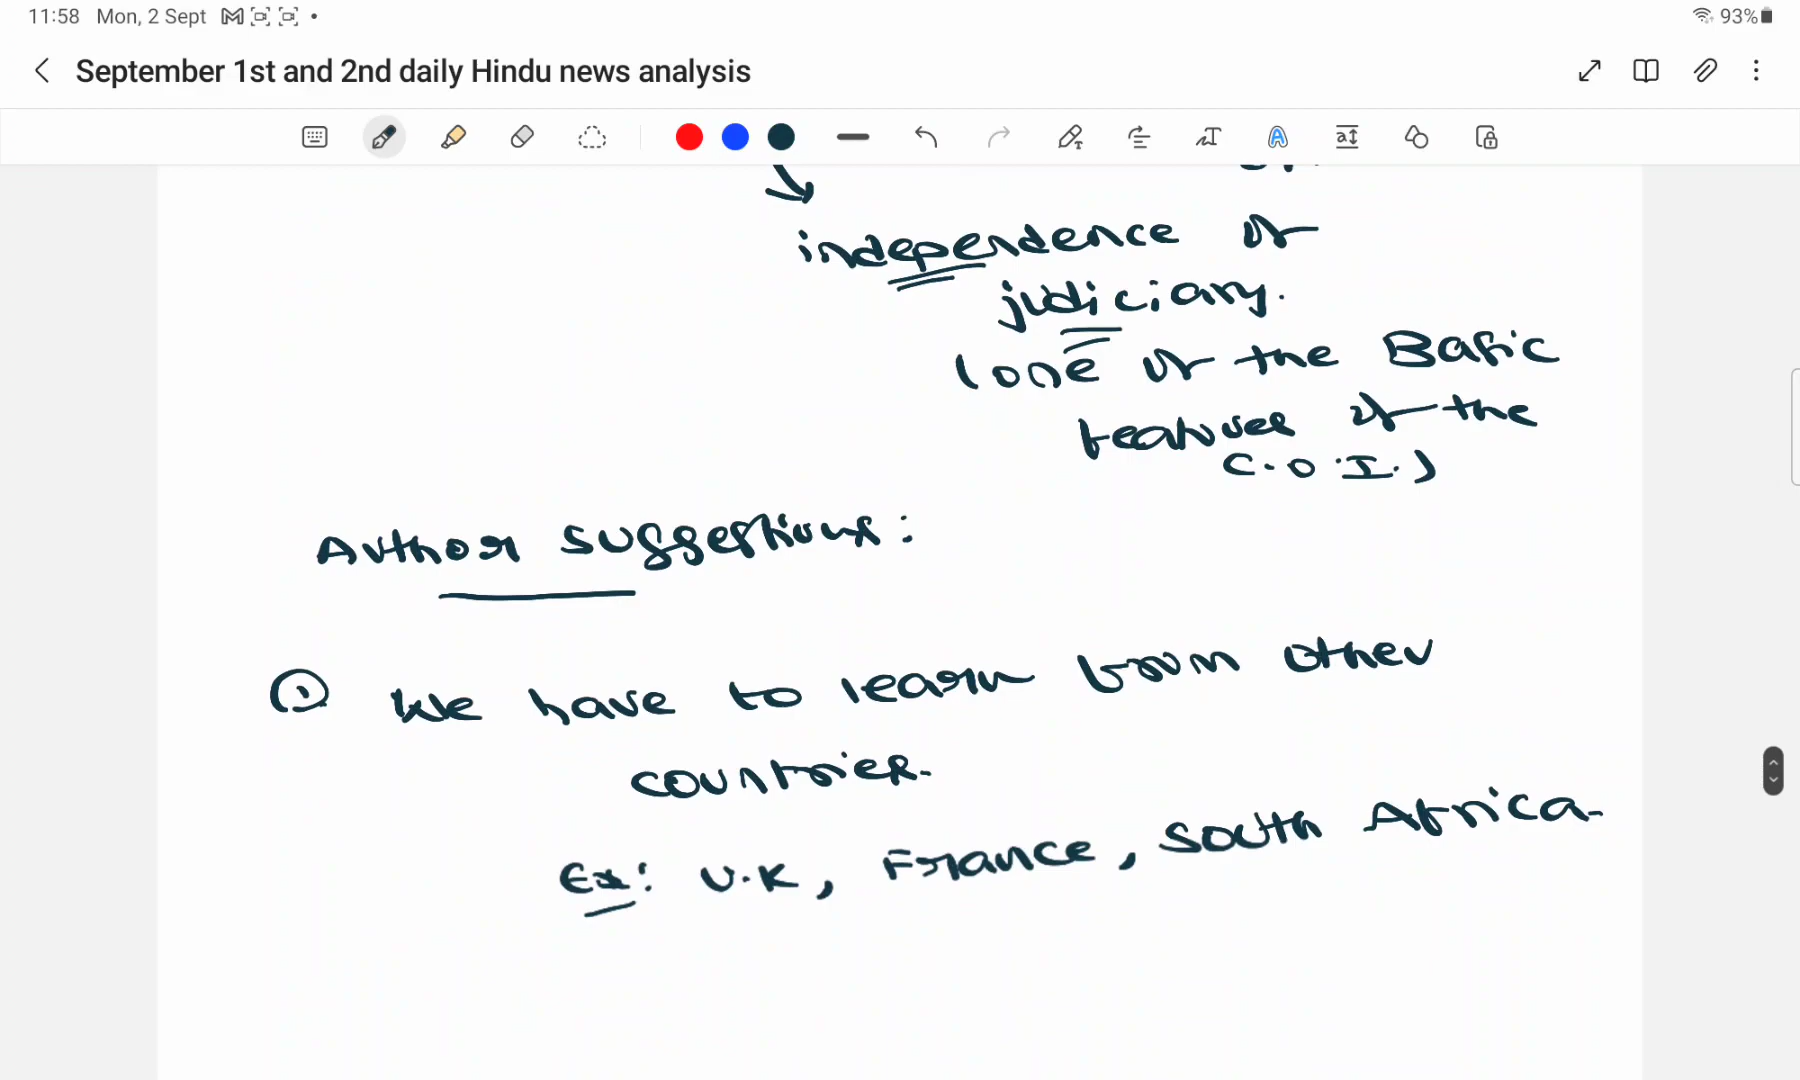 11:58 Mon, 2 Sept 93%
September 1st and 2nd daily Hindu news analysis
independence of
judiciary.
(one of the Basic
features of the
C.O.I.)
Author suggestions:
① We have to learn from other
countries.
Ex: U.K, France, South Africa.